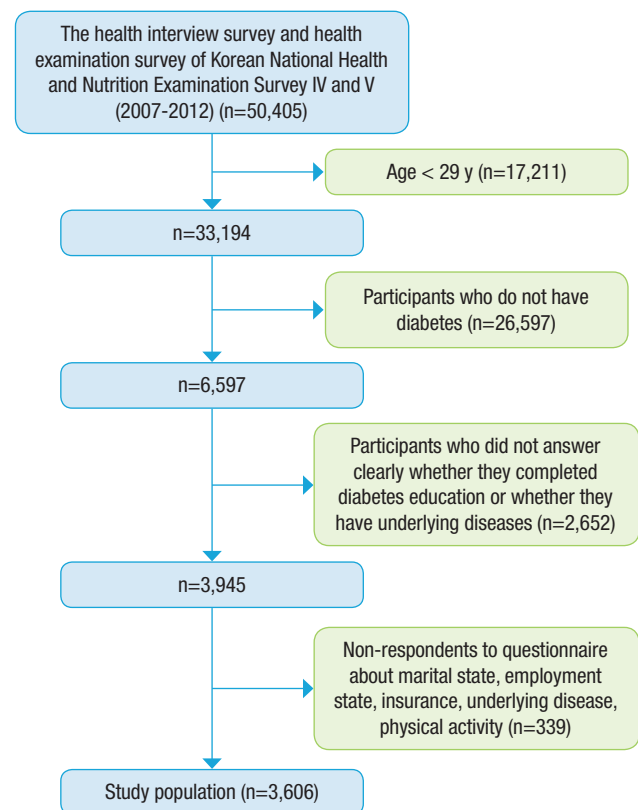 The health interview survey and health
examination survey of Korean National Health
and Nutrition Examination Survey IV and V
(2007-2012) (n=50,405)
Age < 29 y (n=17,211)
n=33,194
Participants who do not have
diabetes (n=26,597)
n=6,597
Participants who did not answer
clearly whether they completed
diabetes education or whether they
have underlying diseases (n=2,652)
n=3,945
Non-respondents to questionnaire
about marital state, employment
state, insurance, underlying disease,
physical activity (n=339)
Study population (n=3,606)